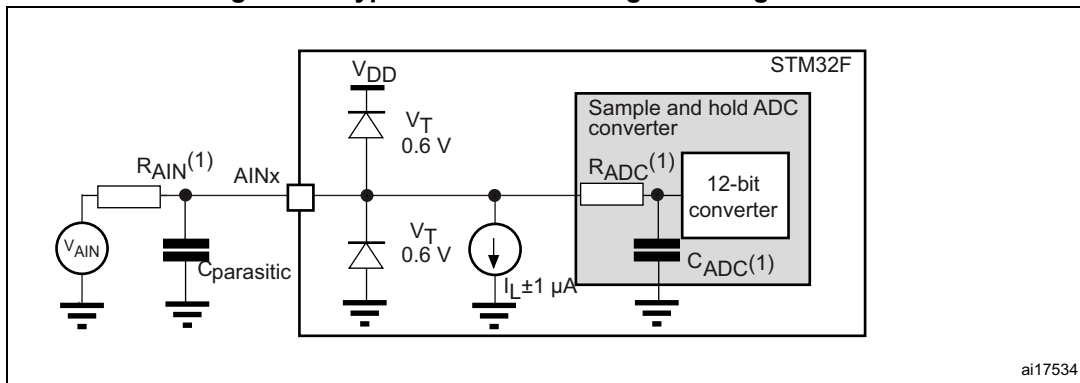 STM32F
VDD
VT
0.6 V
Sample and hold ADC
converter
RAIN(1)
AINx
RADC(1)
12-bit
converter
VAIN
Cparasitic
VT
0.6 V
IL±1 µA
CADC(1)
ai17534